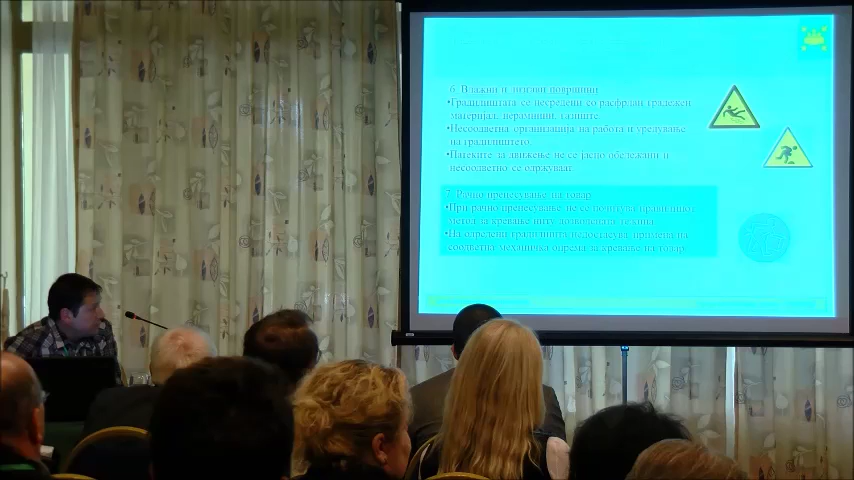 6. Влажни и лизгави површини
•Градилиштата се несредени со расфрлан градежен
материјал, керамиди, гипките.
•Несоодветна организација на работа и уредување
на градилиштето.
•Патеките за движење не се јасно обележани и
несоодветно се одржуваат.
7. Рачно пренесување на товар
•При рачно пренесување не се почитува правилниот
метод за кревање ниту дозволената тежина.
•На одредени градилишта недостасува примена на
соодветна механичка опрема за кревање на товар.